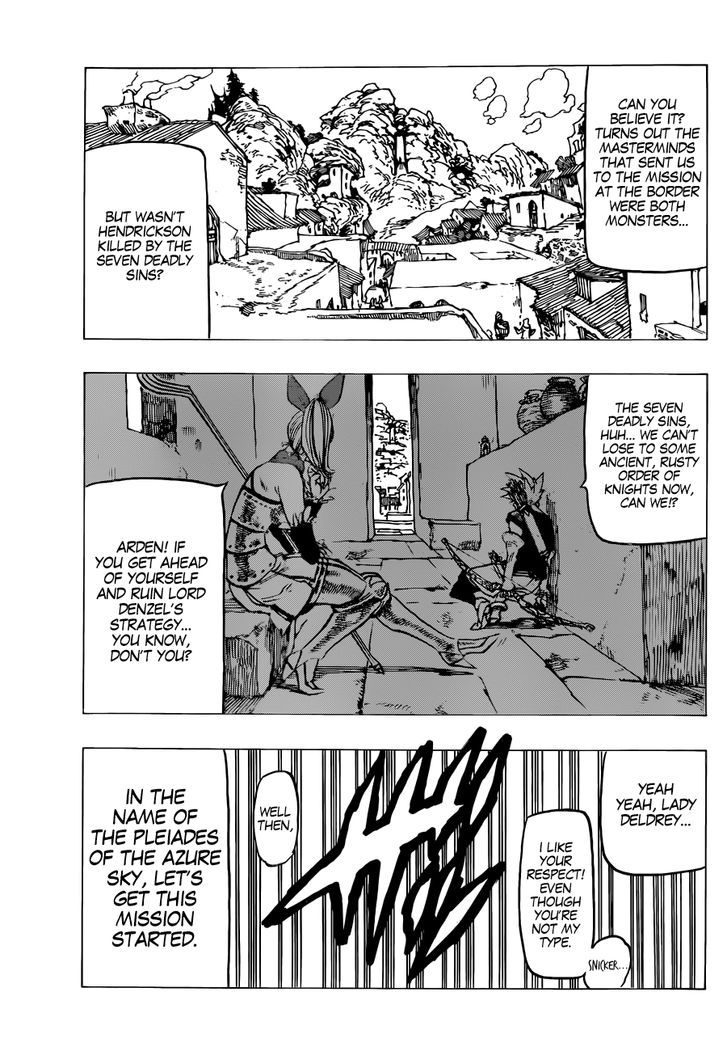 CAN YOU
BELIEVE IT?
TURNS OUT THE
MASTERMINDS
THAT SENT US
TO THE MISSION
AT THE BORDER
WERE BOTH
MONSTERS...
BUT WASN'T
HENDRICKSON
KILLED BY THE
SEVEN DEADLY
SINS?
THE SEVEN
DEADLY SINS,
HUH... WE CAN'T
LOSE TO SOME
ANCIENT, RUSTY
ORDER OF
KNIGHTS NOW,
CAN WE!?
ARDEN! IF
YOU GET AHEAD
OF YOURSELF
AND RUIN LORD
DENZEL'S
STRATEGY...
YOU KNOW,
DON'T YOU?
YEAH
YEAH, LADY
DELDREY...
I LIKE
YOUR
RESPECT!
EVEN
THOUGH
YOU'RE
NOT MY
TYPE.
SNICKER...
WELL
THEN,
IN THE
NAME OF
THE PLEIADES
OF THE AZURE
SKY, LET'S
GET THIS
MISSION
STARTED.